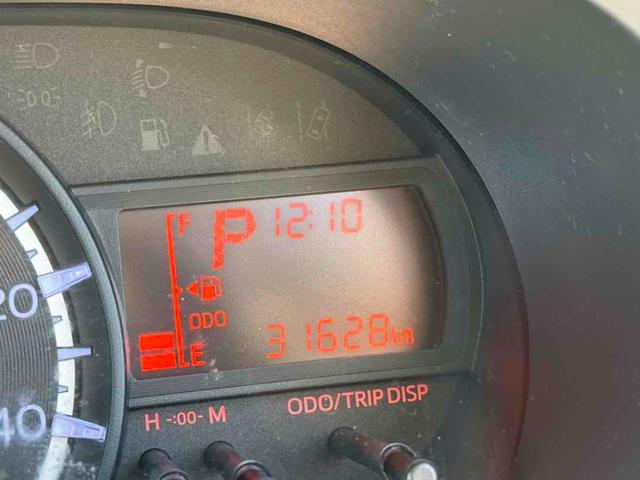 F P 12:10
ODO
E 31628km
H -:00- M ODO/TRIP DISP
20
40